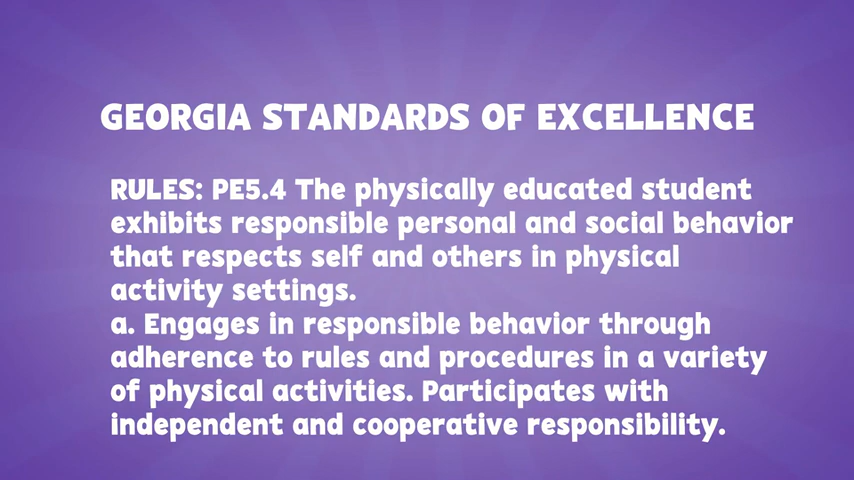 GEORGIA STANDARDS OF EXCELLENCE
RULES: PE5.4 The physically educated student
exhibits responsible personal and social behavior
that respects self and others in physical
activity settings.
a. Engages in responsible behavior through
adherence to rules and procedures in a variety
of physical activities. Participates with
independent and cooperative responsibility.